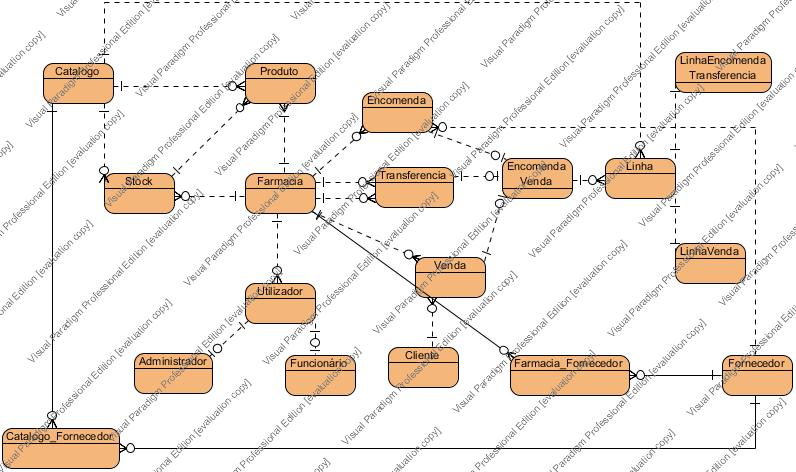 LinhaEncomenda
Transferencia
Catalogo
Produto
Encomenda
Stock
Farmacia
Transferencia
Encomenda
Venda
Linha
Venda
LinhaVenda
Utilizador
Administrador
Funcionário
Cliente
Farmacia_Fornecedor
Fornecedor
Catalogo_Fornecedor
Visual Paradigm Professional Edition [evaluation copy]